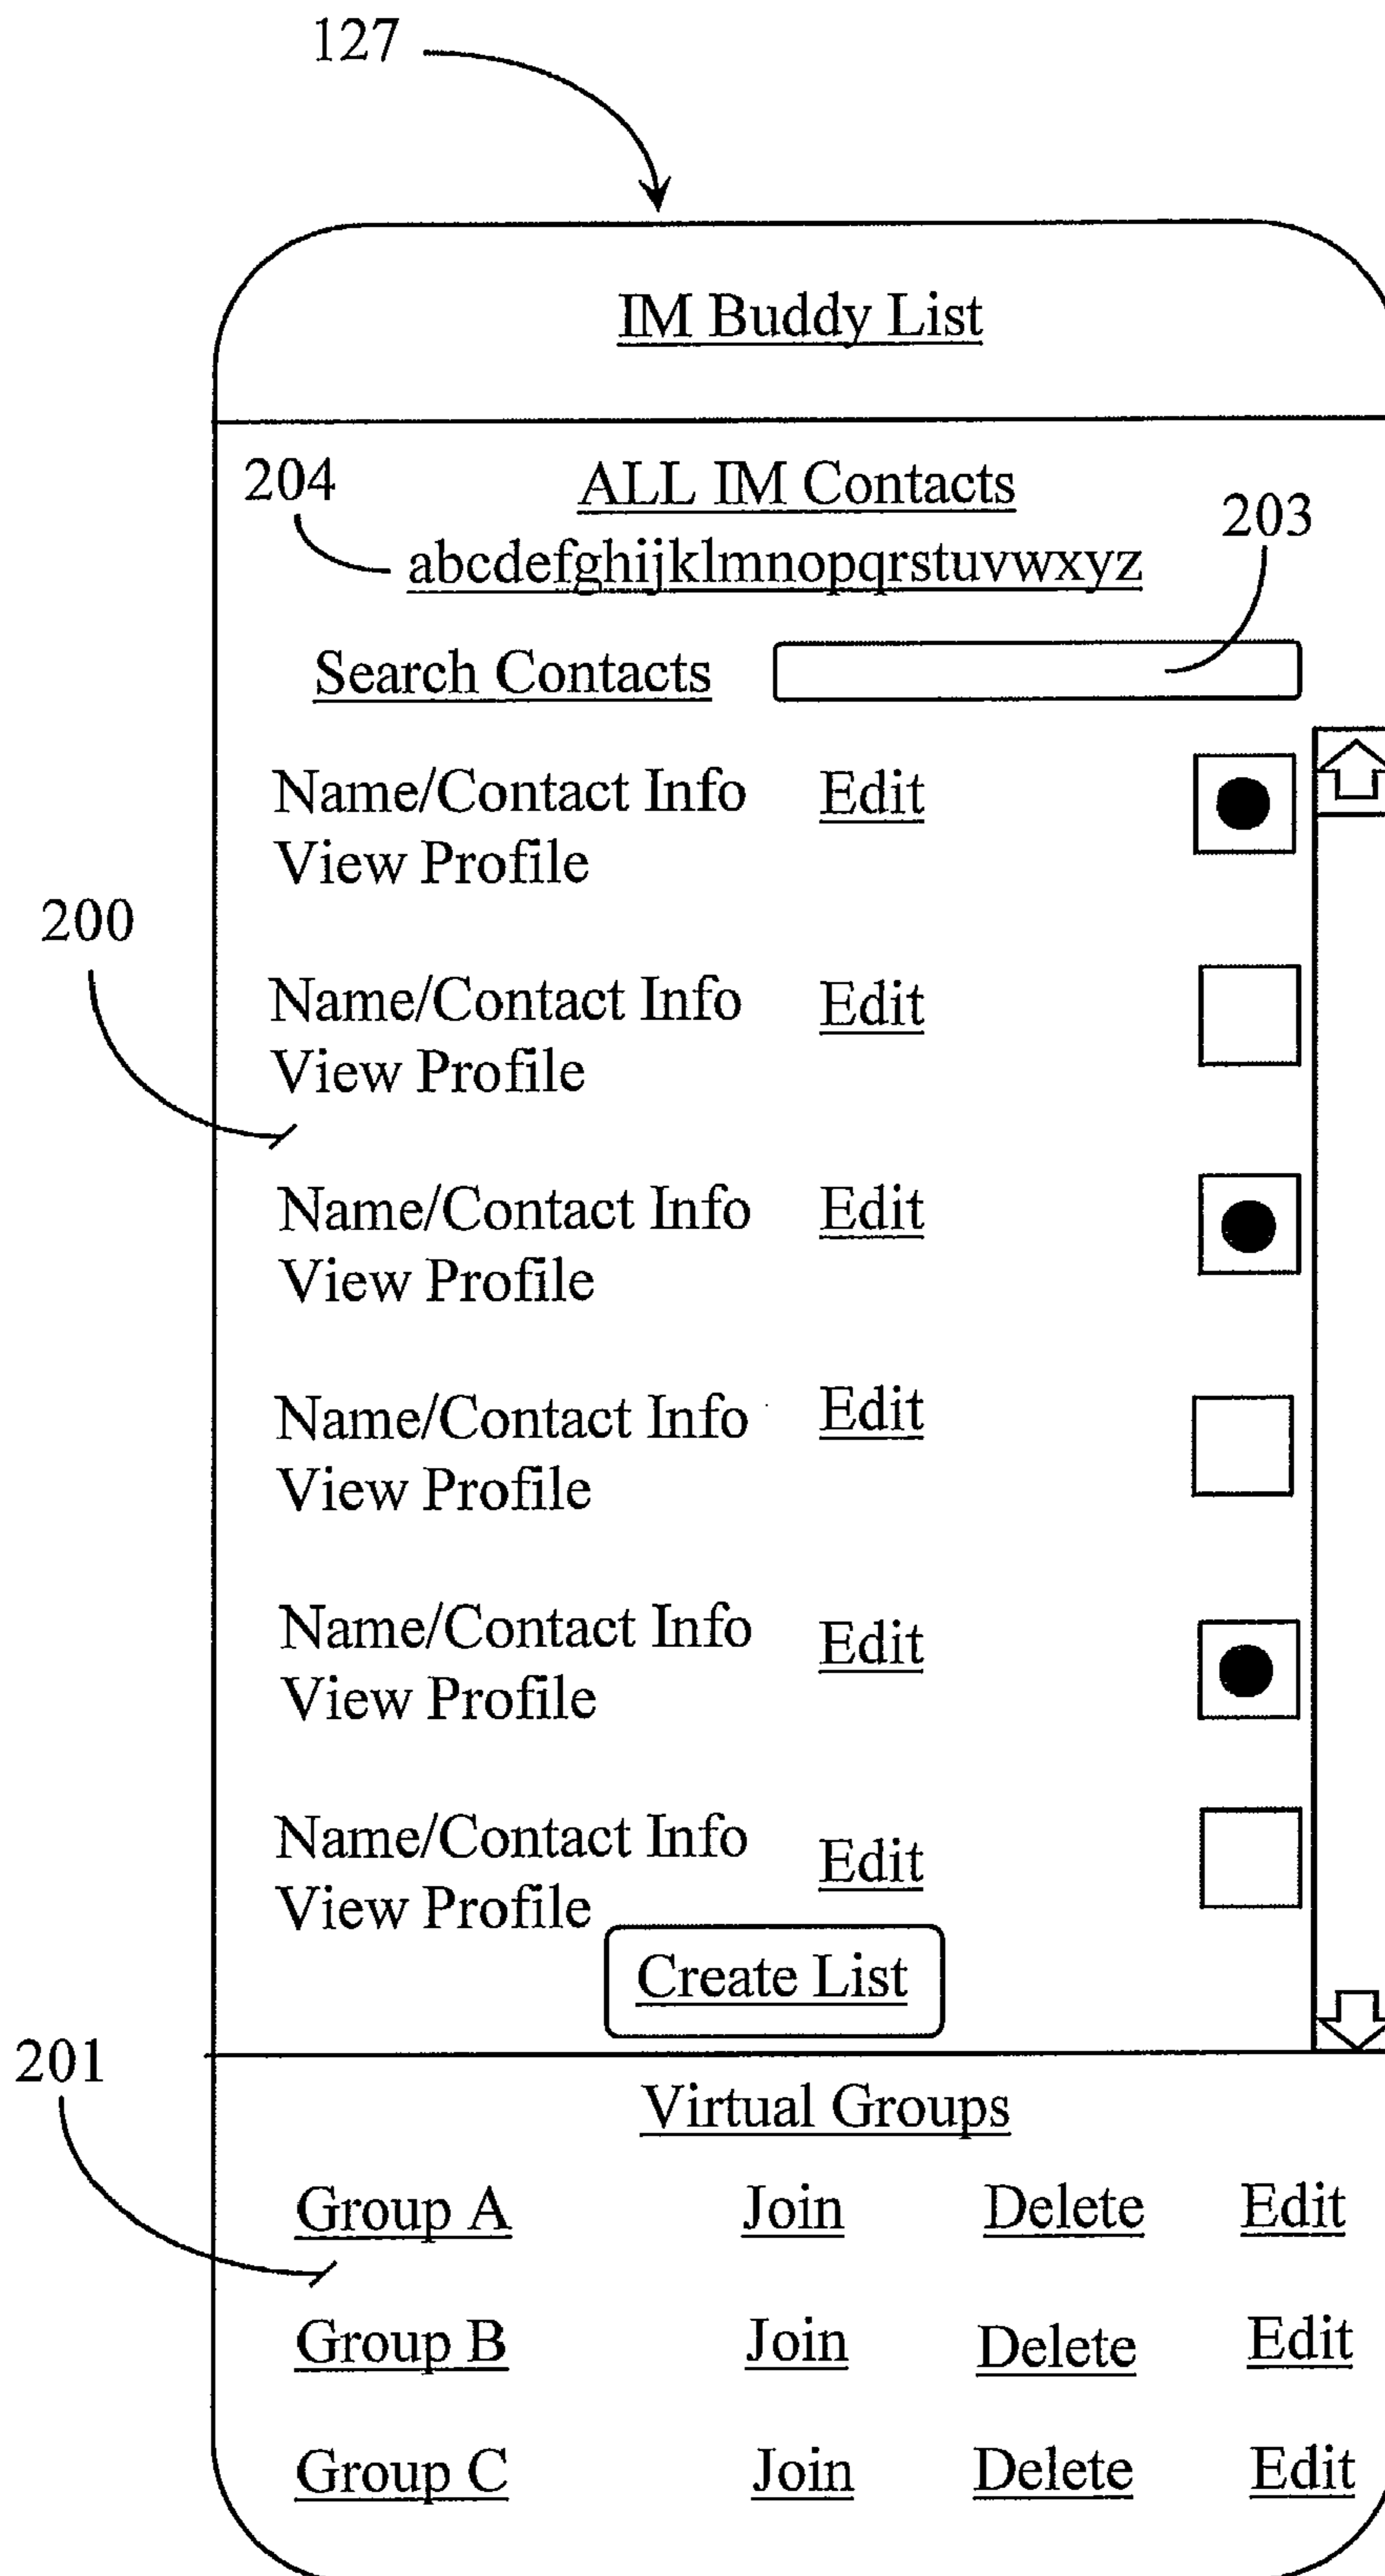 127
IM Buddy List
204
ALL IM Contacts
203
abcdefghijklmnopqrstuvwxyz
Search Contacts
Name/Contact Info Edit
View Profile
200
Name/Contact Info Edit
View Profile
Name/Contact Info Edit
View Profile
Name/Contact Info Edit
View Profile
Name/Contact Info Edit
View Profile
Name/Contact Info Edit
View Profile
Create List
201
Virtual Groups
Group A Join Delete Edit
Group B Join Delete Edit
Group C Join Delete Edit